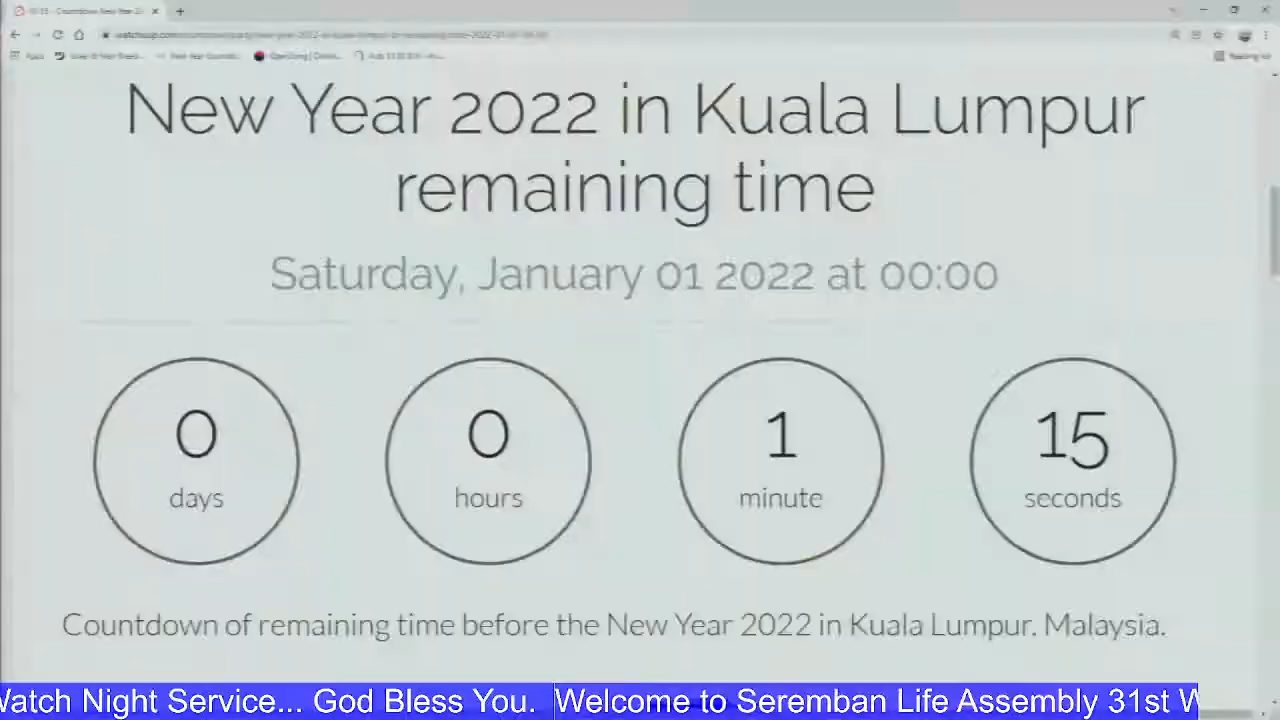 New Year 2022 in Kuala Lumpur
remaining time
Saturday, January 01 2022 at 00:00
0
days
0
hours
1
minute
15
seconds
Countdown of remaining time before the New Year 2022 in Kuala Lumpur, Malaysia.
Watch Night Service... God Bless You. Welcome to Seremban Life Assembly 31st W